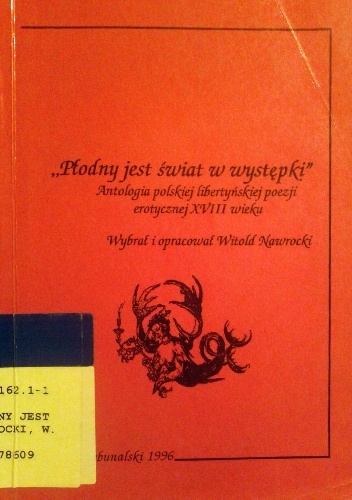 „Płodny jest świat w występki”
Antologia polskiej libertyńskiej poezji
erotycznej XVIII wieku
Wybrał i opracował Witold Nawrocki
162.1-1
NY JEST
OCKI, W.
78609
bunalski 1996